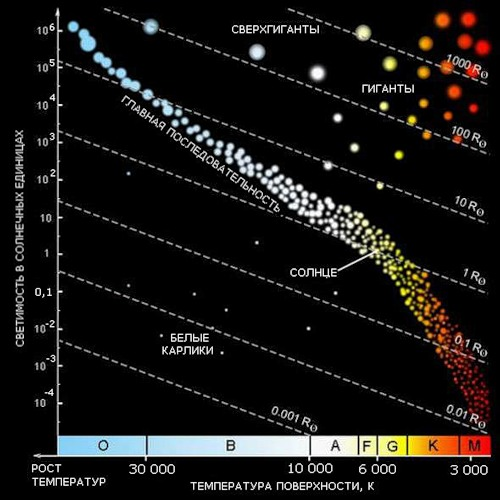 СВЕРХГИГАНТЫ
ГИГАНТЫ
ГЛАВНАЯ ПОСЛЕДОВАТЕЛЬНОСТЬ
СОЛНЦЕ
БЕЛЫЕ
КАРЛИКИ
1000 R⊙
100 R⊙
10 R⊙
1 R⊙
0.1 R⊙
0.01 R⊙
0.001 R⊙
СВЕТИМОСТЬ В СОЛНЕЧНЫХ ЕДИНИЦАХ
10⁶
10⁵
10⁴
10³
10²
10
1
0,1
10⁻²
10⁻³
10⁻⁴
O B A F G K M
РОСТ
ТЕМПЕРАТУР
30 000 10 000 6 000 3 000
ТЕМПЕРАТУРА ПОВЕРХНОСТИ, К